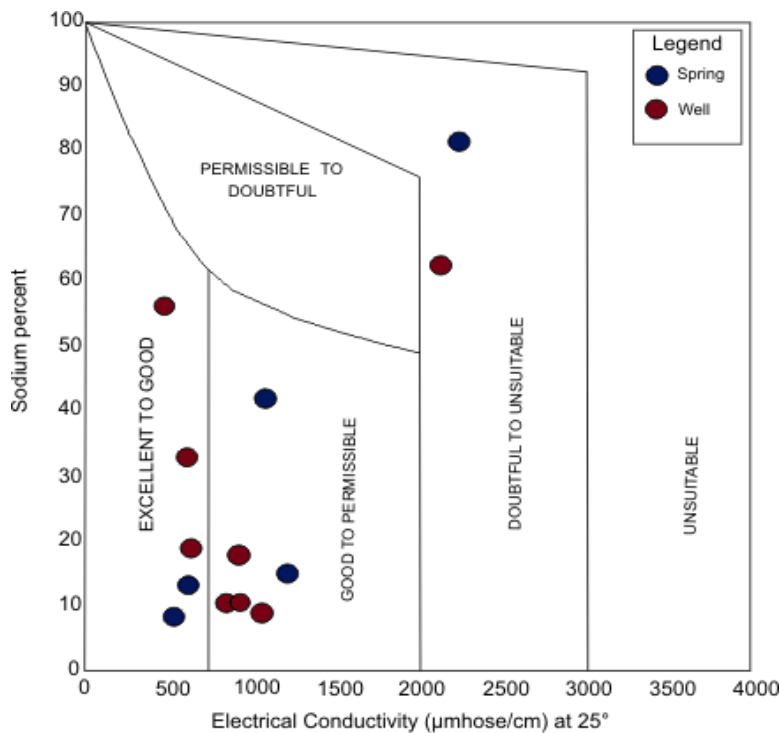 100
90
80
70
60
50
40
30
20
10
0
Sodium percent
Legend
Spring
Well
PERMISSIBLE TO
DOUBTFUL
EXCELLENT TO GOOD
GOOD TO PERMISSIBLE
DOUBTFUL TO UNSUITABLE
UNSUITABLE
0 500 1000 1500 2000 2500 3000 3500 4000
Electrical Conductivity (µmhose/cm) at 25°